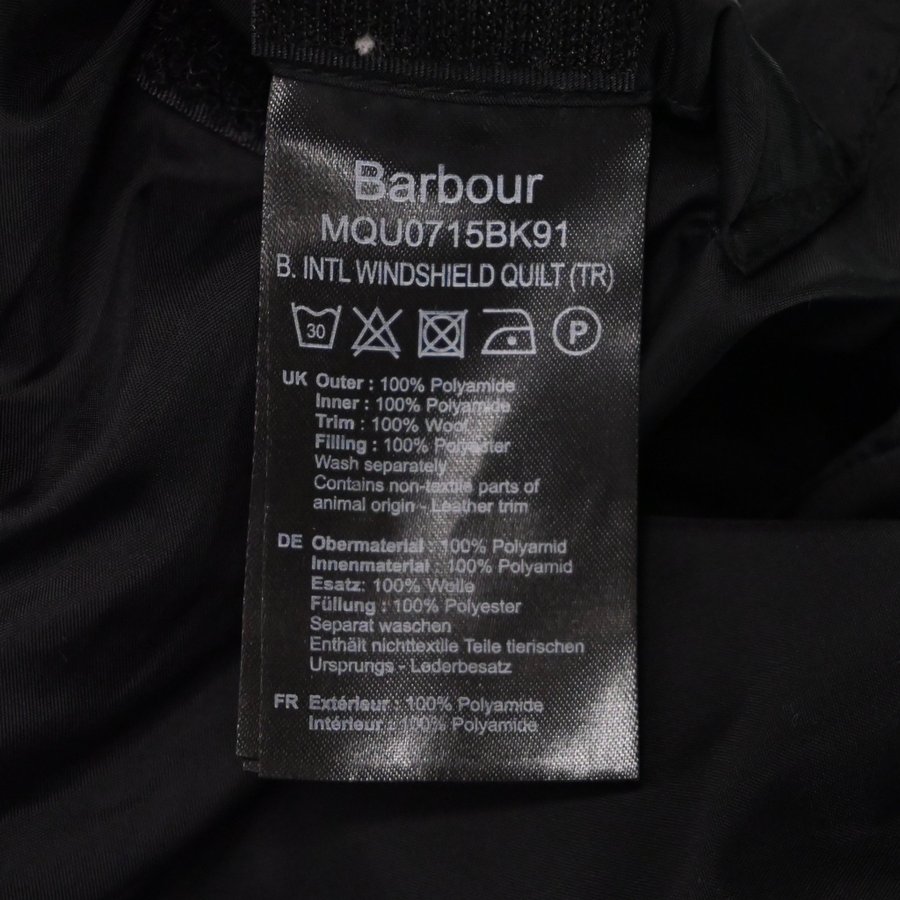 Barbour
MQU0715BK91
B. INTL WINDSHIELD QUILT (TR)
30 P
UK Outer : 100% Polyamide
Inner : 100% Polyamide
Trim : 100% Wool
Filling : 100% Polyester
Wash separately
Contains non-textile parts of
animal origin - Leather trim
DE Obermaterial : 100% Polyamid
Innenmaterial : 100% Polyamid
Esatz: 100% Wolle
Füllung : 100% Polyester
Separat waschen
Enthält nichttextile Teile tierischen
Ursprungs - Lederbesatz
FR Extérieur : 100% Polyamide
Intérieur : 100% Polyamide